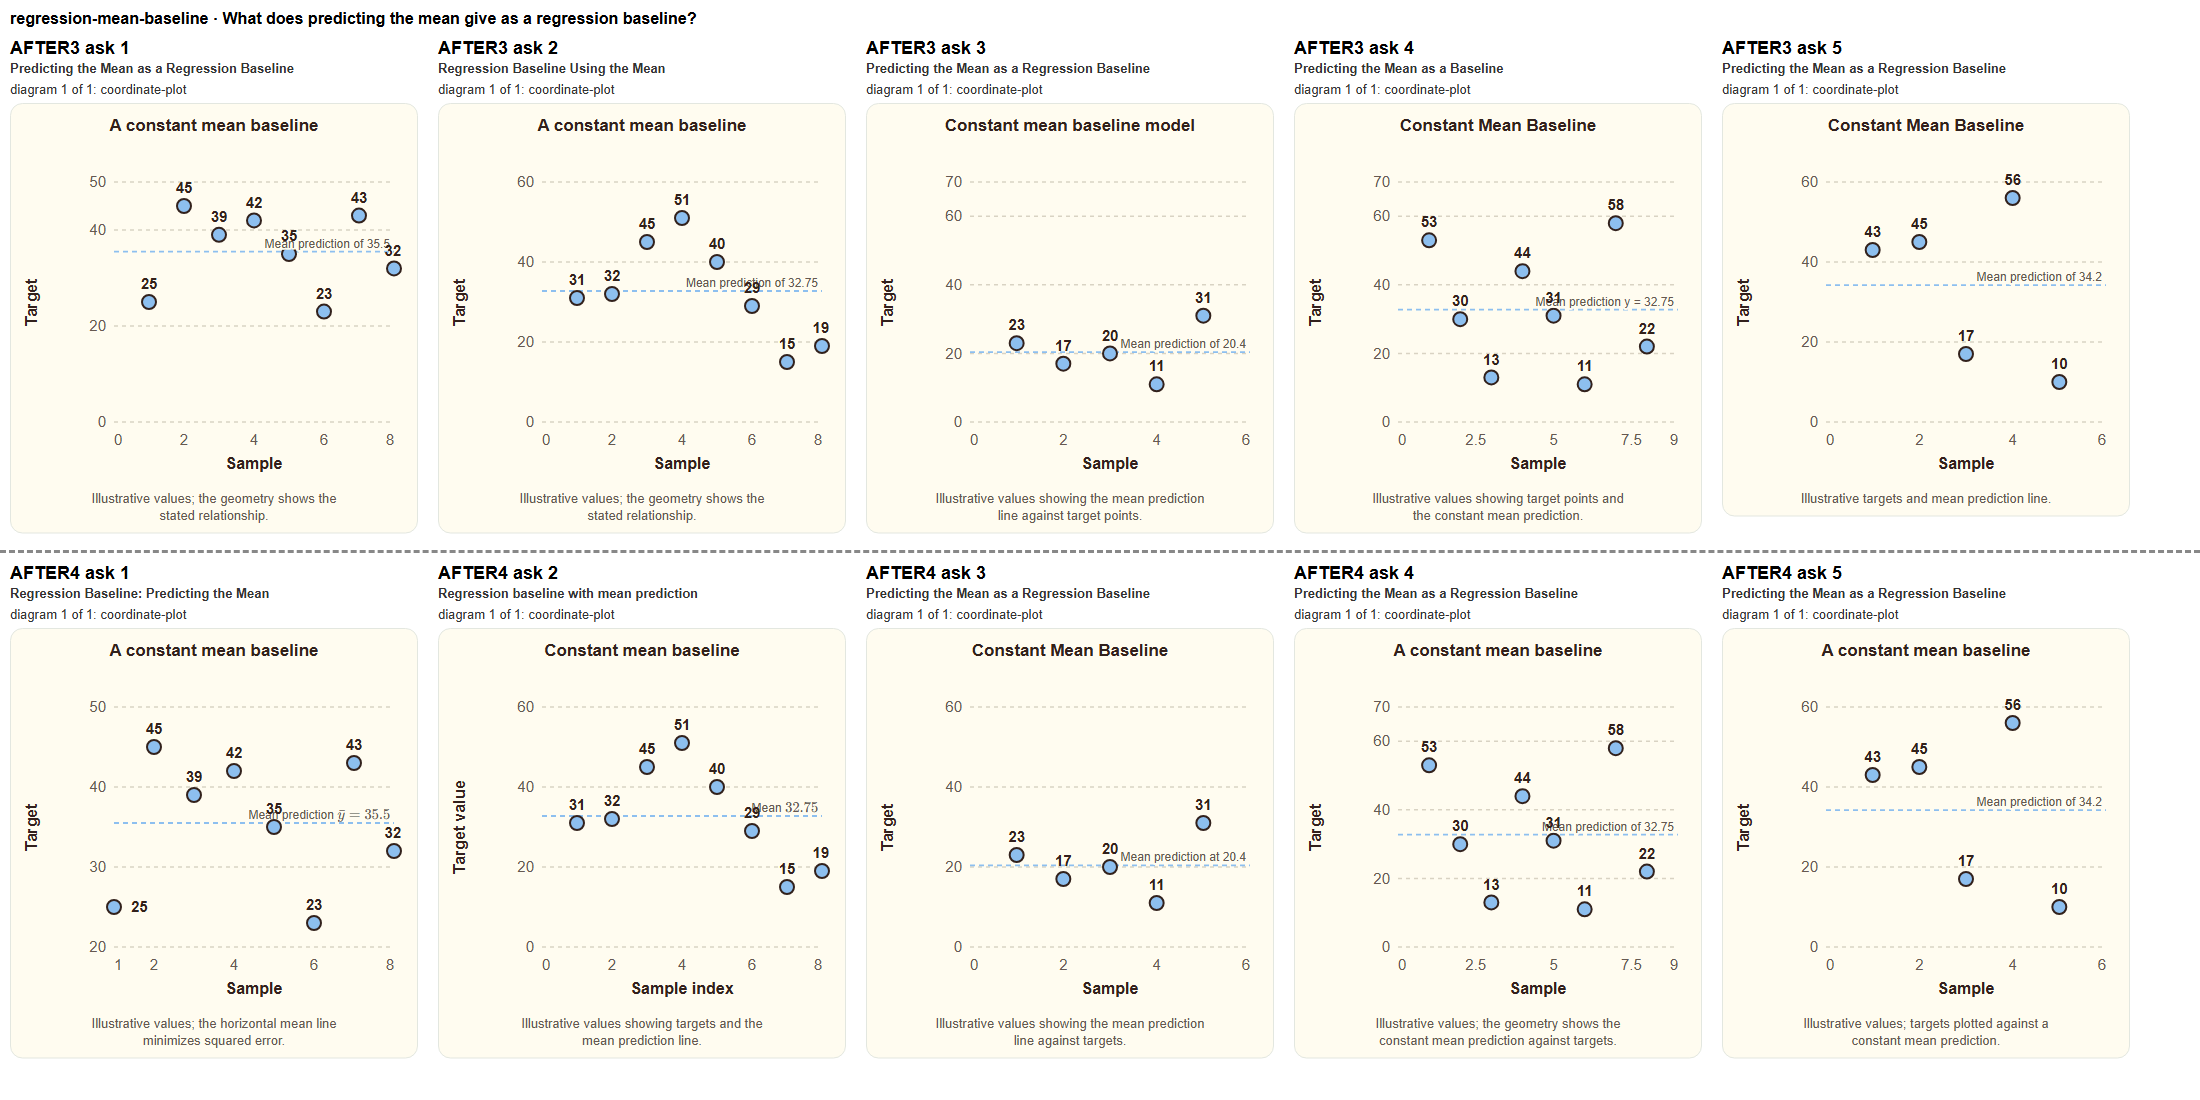 regression-mean-baseline · What does predicting the mean give as a regression baseline?
AFTER3 ask 1
Predicting the Mean as a Regression Baseline
diagram 1 of 1: coordinate-plot
A constant mean baseline
50
40
20
0
45
39
42
43
35
Mean prediction of 35.5
32
25
23
0 2 4 6 8
Target
Sample
Illustrative values; the geometry shows the
stated relationship.
AFTER3 ask 2
Regression Baseline Using the Mean
diagram 1 of 1: coordinate-plot
A constant mean baseline
60
40
20
0
51
45
40
31
32
Mean prediction of 32.75
29
19
15
0 2 4 6 8
Target
Sample
Illustrative values; the geometry shows the
stated relationship.
AFTER3 ask 3
Predicting the Mean as a Regression Baseline
diagram 1 of 1: coordinate-plot
Constant mean baseline model
70
60
40
20
0
31
23
17
20
Mean prediction of 20.4
11
0 2 4 6
Target
Sample
Illustrative values showing the mean prediction
line against target points.
AFTER3 ask 4
Predicting the Mean as a Baseline
diagram 1 of 1: coordinate-plot
Constant Mean Baseline
70
60
40
20
0
58
53
44
30
31
Mean prediction y = 32.75
22
13
11
0 2.5 5 7.5 9
Target
Sample
Illustrative values showing target points and
the constant mean prediction.
AFTER3 ask 5
Predicting the Mean as a Regression Baseline
diagram 1 of 1: coordinate-plot
Constant Mean Baseline
60
40
20
0
56
43
45
Mean prediction of 34.2
17
10
0 2 4 6
Target
Sample
Illustrative targets and mean prediction line.
AFTER4 ask 1
Regression Baseline: Predicting the Mean
diagram 1 of 1: coordinate-plot
A constant mean baseline
50
40
30
20
45
39
42
43
35
Mean prediction ȳ = 35.5
32
25
23
1 2 4 6 8
Target
Sample
Illustrative values; the horizontal mean line
minimizes squared error.
AFTER4 ask 2
Regression baseline with mean prediction
diagram 1 of 1: coordinate-plot
Constant mean baseline
60
40
20
0
51
45
40
31
32
Mean 32.75
29
19
15
0 2 4 6 8
Target value
Sample index
Illustrative values showing targets and the
mean prediction line.
AFTER4 ask 3
Predicting the Mean as a Regression Baseline
diagram 1 of 1: coordinate-plot
Constant Mean Baseline
60
40
20
0
31
23
17
20
Mean prediction at 20.4
11
0 2 4 6
Target
Sample
Illustrative values showing the mean prediction
line against targets.
AFTER4 ask 4
Predicting the Mean as a Regression Baseline
diagram 1 of 1: coordinate-plot
A constant mean baseline
70
60
40
20
0
58
53
44
30
31
Mean prediction of 32.75
22
13
11
0 2.5 5 7.5 9
Target
Sample
Illustrative values; the geometry shows the
constant mean prediction against targets.
AFTER4 ask 5
Predicting the Mean as a Regression Baseline
diagram 1 of 1: coordinate-plot
A constant mean baseline
60
40
20
0
56
43
45
Mean prediction of 34.2
17
10
0 2 4 6
Target
Sample
Illustrative values; targets plotted against a
constant mean prediction.